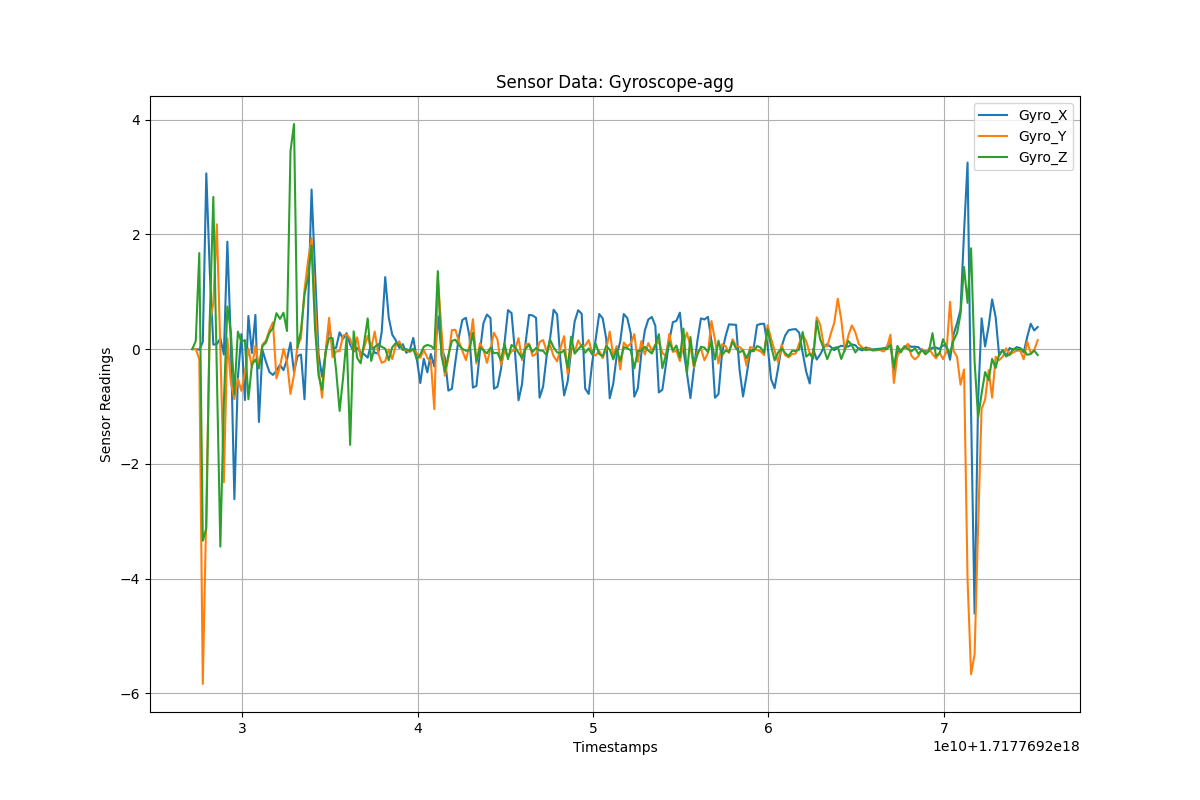 Sensor Data: Gyroscope-agg
Gyro_X
Gyro_Y
Gyro_Z
4
2
0
−2
−4
−6
Sensor Readings
3 4 5 6 7
Timestamps
1e10+1.7177692e18